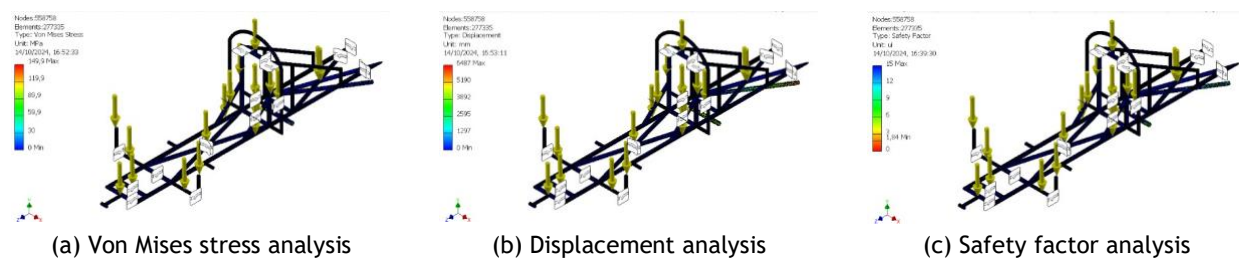 Nodes:558758
Elements:277335
Type: Von Mises Stress
Unit: MPa
14/10/2024, 16:52:33
149,9 Max
119,9
89,9
59,9
30
0 Min
(a) Von Mises stress analysis
Nodes:558758
Elements:277335
Type: Displacement
Unit: mm
14/10/2024, 16:53:11
6487 Max
5190
3892
2595
1297
0 Min
(b) Displacement analysis
Nodes:558758
Elements:277335
Type: Safety Factor
Unit: ul
14/10/2024, 16:39:30
15 Max
12
9
6
3
1,84 Min
0
(c) Safety factor analysis